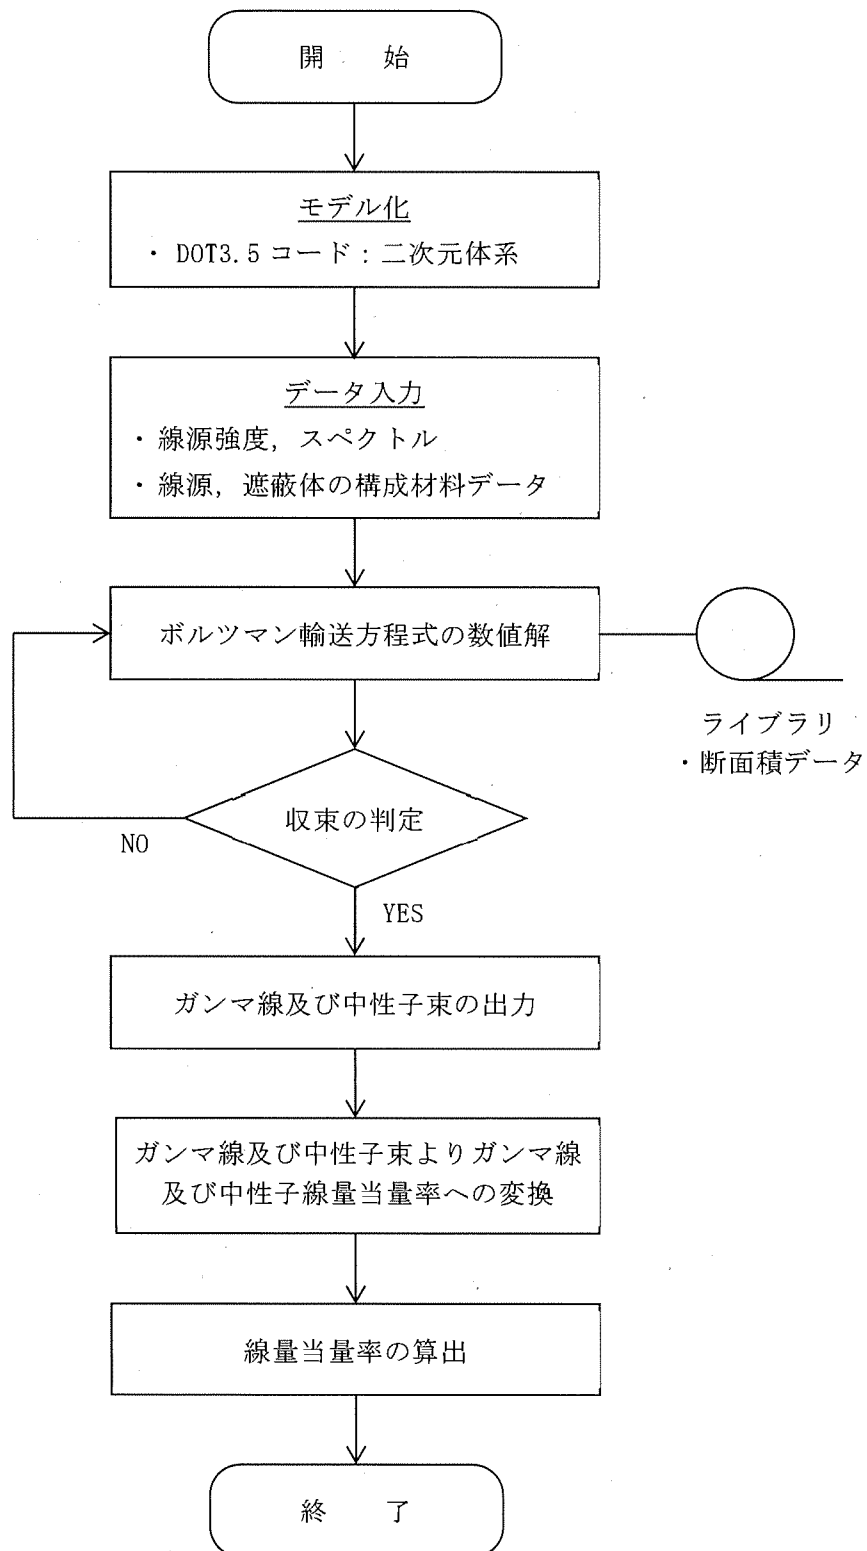 開 始
モデル化
・ DOT3.5 コード：二次元体系
データ入力
・ 線源強度，スペクトル
・ 線源，遮蔽体の構成材料データ
ボルツマン輸送方程式の数値解
ライブラリ
・断面積データ
収束の判定
NO
YES
ガンマ線及び中性子束の出力
ガンマ線及び中性子束よりガンマ線
及び中性子線量当量率への変換
線量当量率の算出
終 了